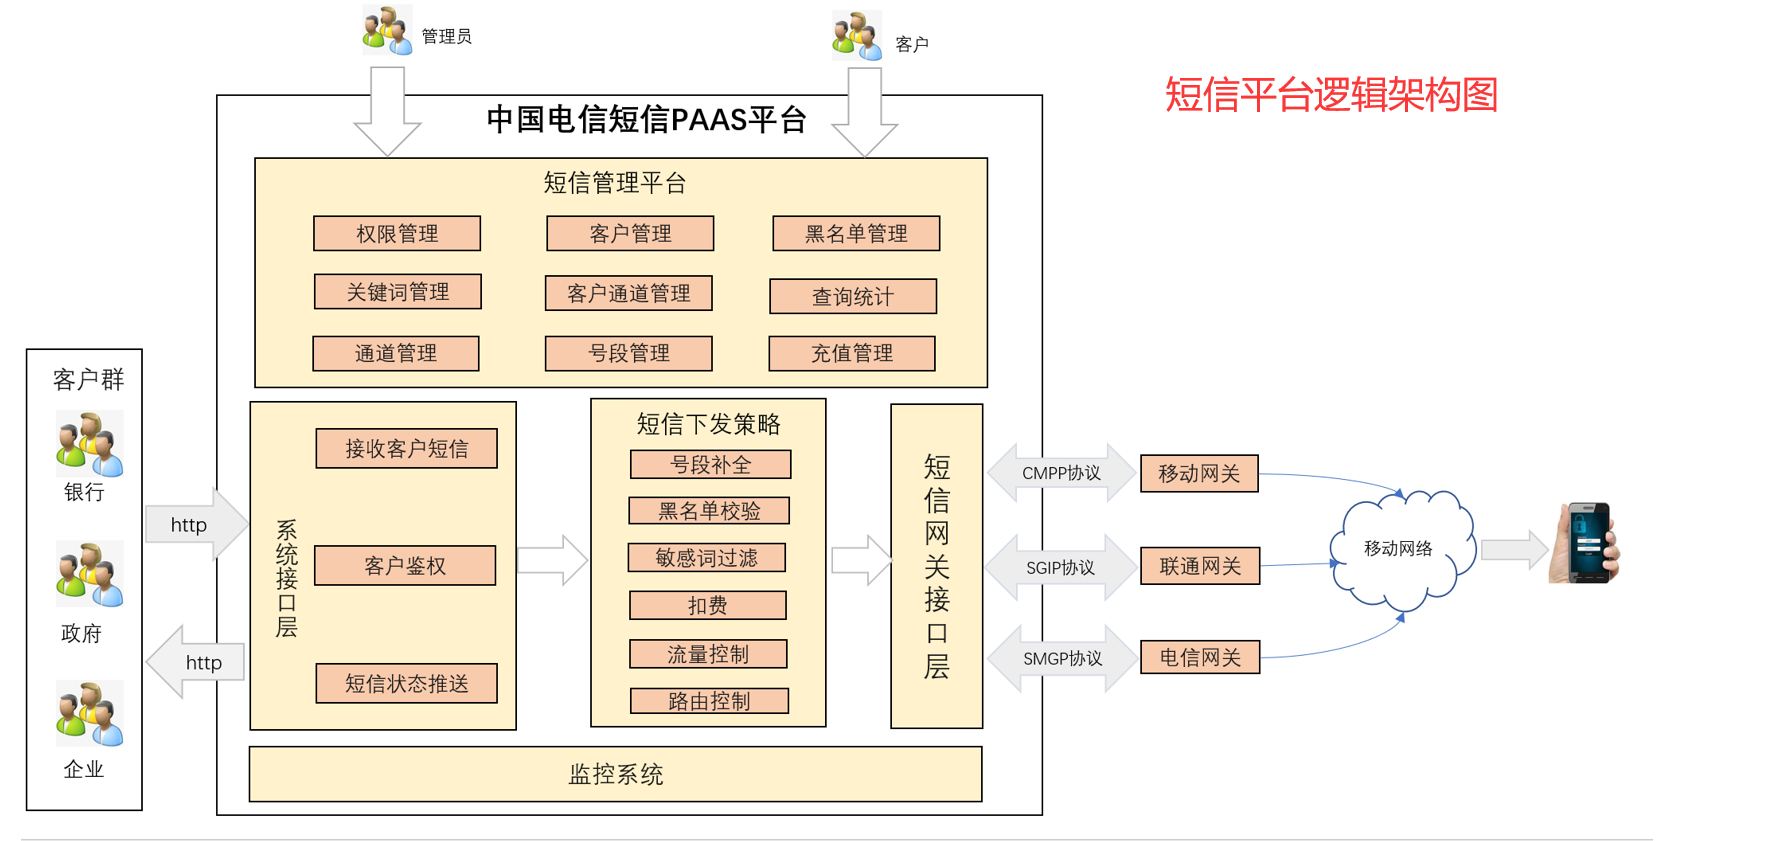 管理员
客户
短信平台逻辑架构图
中国电信短信PAAS平台
短信管理平台
权限管理
客户管理
黑名单管理
关键词管理
客户通道管理
查询统计
通道管理
号段管理
充值管理
客户群
银行
政府
企业
http
http
系统接口层
接收客户短信
客户鉴权
短信状态推送
短信下发策略
号段补全
黑名单校验
敏感词过滤
扣费
流量控制
路由控制
短信网关接口层
CMPP协议
SGIP协议
SMGP协议
移动网关
联通网关
电信网关
移动网络
监控系统